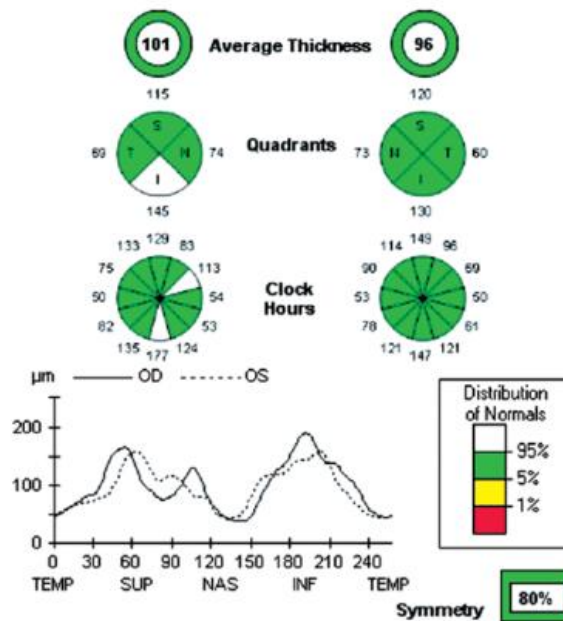 101 Average Thickness 96
115 120
S S
T N Quadrants N T
69 74 73 60
I I
145 130
129 149
133 83 114 96
75 113 90 69
50 54 Clock 53 50
82 53 Hours 78 61
135 124 121 121
177 147
µm OD OS
200
100
0
0 30 60 90 120 150 180 210 240
TEMP SUP NAS INF TEMP
Distribution
of Normals
95%
5%
1%
Symmetry 80%